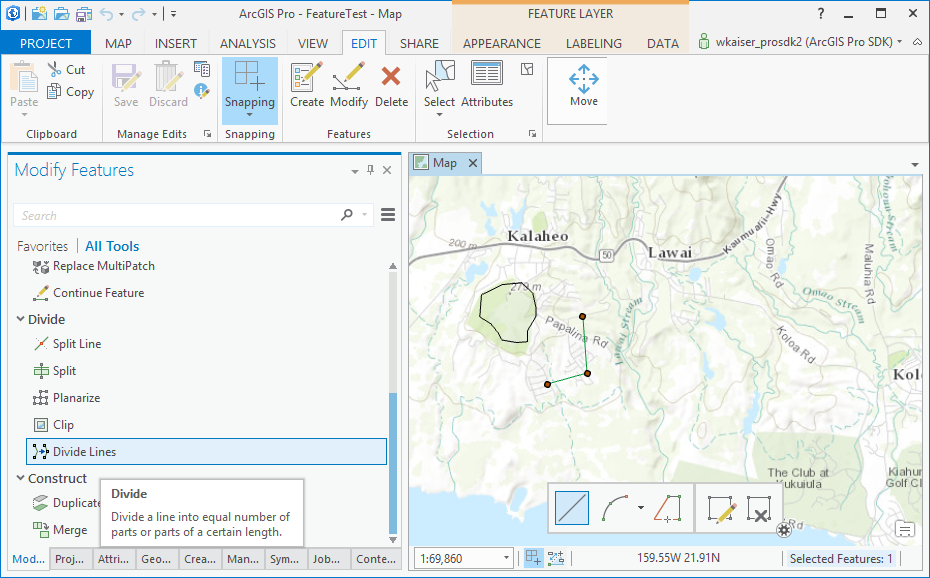 ArcGIS Pro - FeatureTest - Map
FEATURE LAYER
?
PROJECT
MAP
INSERT
ANALYSIS
VIEW
EDIT
SHARE
APPEARANCE
LABELING
DATA
wkaiser_prosdk2 (ArcGIS Pro SDK)
Paste
Cut
Copy
Clipboard
Save
Discard
Manage Edits
Snapping
Snapping
Create
Modify
Delete
Features
Select
Attributes
Selection
Move
Modify Features
Search
Favorites
All Tools
Replace MultiPatch
Continue Feature
Divide
Split Line
Split
Planarize
Clip
Divide Lines
Construct
Duplicate
Merge
Divide
Divide a line into equal number of
parts or parts of a certain length.
Mod...
Proj...
Attri...
Geo...
Crea...
Man...
Sym...
Job...
Conte...
Map
Kalaheo
200 m
50
Lawai
Kaumualii-Hwy
Omao Rd
Maluhia Rd
279 m
Papalina Rd
Omao Stream
Koloa Rd
Kolo
The Club at
Kukuiula
Kiahun
Golf Cl
1:69,860
159.55W 21.91N
Selected Features: 1